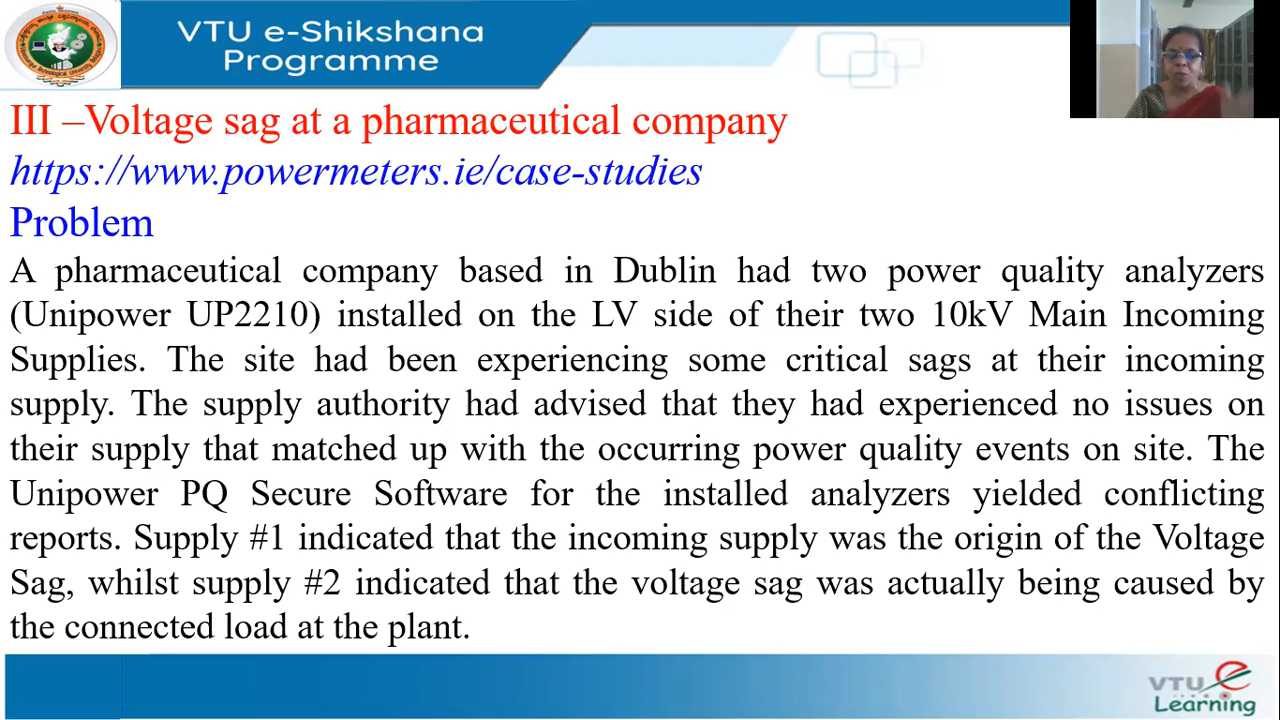 VTU e-Shikshana
Programme
III –Voltage sag at a pharmaceutical company
https://www.powermeters.ie/case-studies
Problem
A pharmaceutical company based in Dublin had two power quality analyzers
(Unipower UP2210) installed on the LV side of their two 10kV Main Incoming
Supplies. The site had been experiencing some critical sags at their incoming
supply. The supply authority had advised that they had experienced no issues on
their supply that matched up with the occurring power quality events on site. The
Unipower PQ Secure Software for the installed analyzers yielded conflicting
reports. Supply #1 indicated that the incoming supply was the origin of the Voltage
Sag, whilst supply #2 indicated that the voltage sag was actually being caused by
the connected load at the plant.
VTU e
Learning